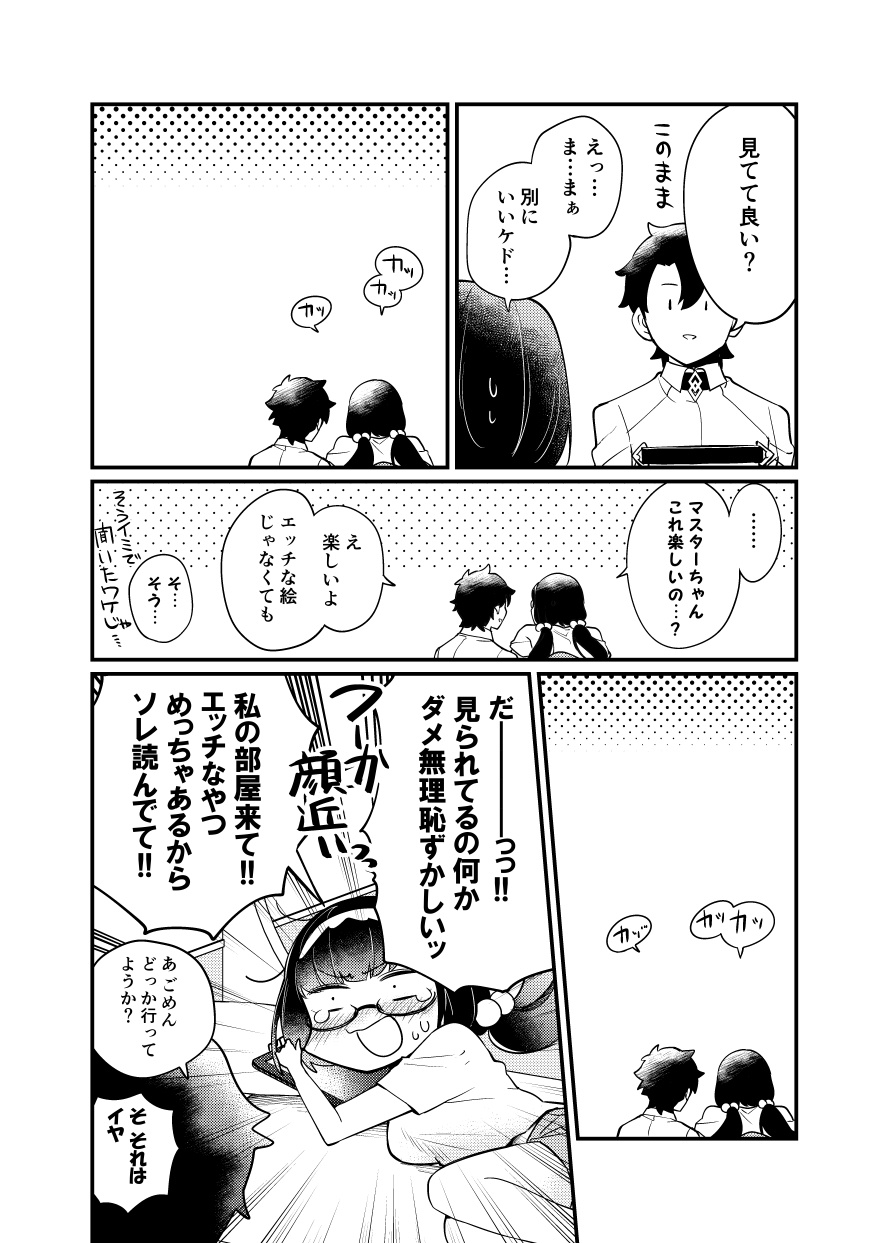 見てて良い？
このまま
えっ…
ま…まぁ
別に
いいケド…
カッ
カッ
カッ
……
マスターちゃん
これ楽しいの…？
え
楽しいよ
エッチな絵
じゃなくても
そ…
そう…
そうイミで
聞いたワケじゃ…
カッ
カッ
カッ
だ――――っっ!!
見られてるの何か
ダメ無理恥ずかしいッ
つーか
顔近いっ
私の部屋来て!!
エッチなやつ
めっちゃあるから
ソレ読んでて!!
あ ごめん
どっか行って
ようか？
そ それは
イヤ